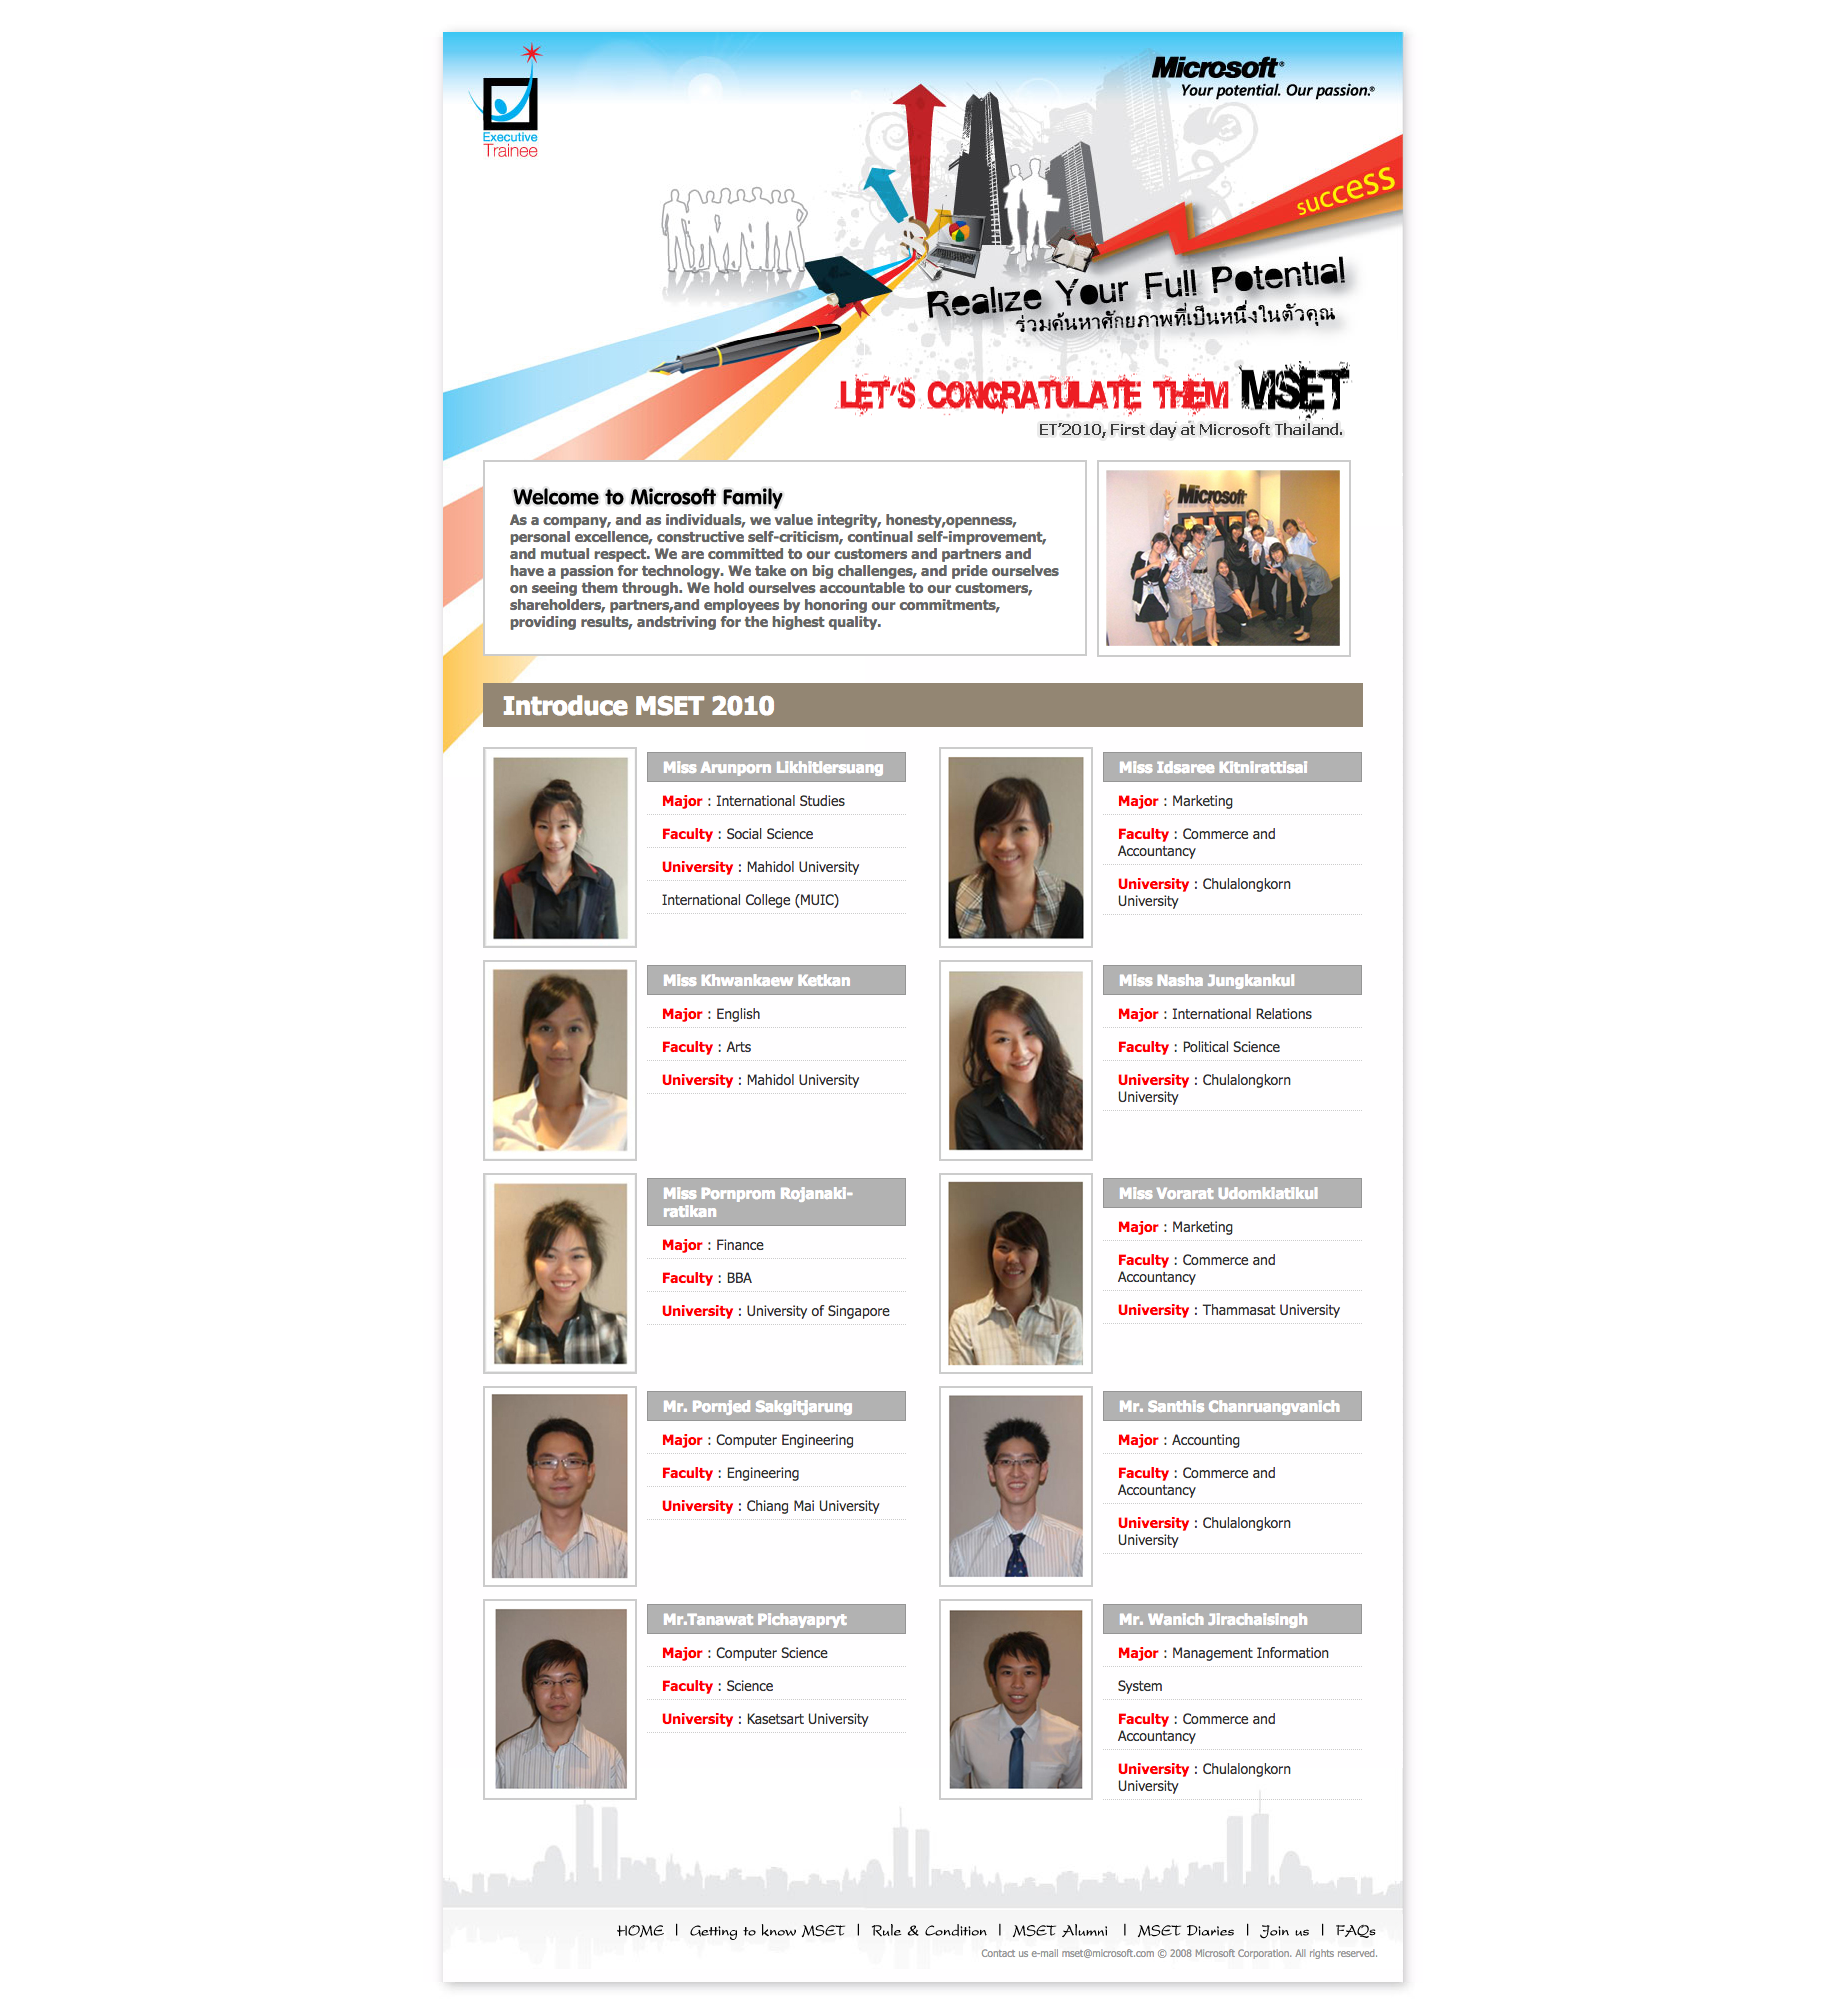 Executive
Trainee
Microsoft®
Your potential. Our passion.®
success
Realize Your Full Potential
ร่วมค้นหาศักยภาพที่เป็นหนึ่งในตัวคุณ
LET'S CONGRATULATE THEM MSET
ET'2010, First day at Microsoft Thailand.
Welcome to Microsoft Family
As a company, and as individuals, we value integrity, honesty,openness,
personal excellence, constructive self-criticism, continual self-improvement,
and mutual respect. We are committed to our customers and partners and
have a passion for technology. We take on big challenges, and pride ourselves
on seeing them through. We hold ourselves accountable to our customers,
shareholders, partners,and employees by honoring our commitments,
providing results, andstriving for the highest quality.
Microsoft
Introduce MSET 2010
Miss Arunporn Likhitlersuang
Major : International Studies
Faculty : Social Science
University : Mahidol University
International College (MUIC)
Miss Idsaree Kitnirattisai
Major : Marketing
Faculty : Commerce and
Accountancy
University : Chulalongkorn
University
Miss Khwankaew Ketkan
Major : English
Faculty : Arts
University : Mahidol University
Miss Nasha Jungkankul
Major : International Relations
Faculty : Political Science
University : Chulalongkorn
University
Miss Pornprom Rojanaki-
ratikan
Major : Finance
Faculty : BBA
University : University of Singapore
Miss Vorarat Udomkiatikul
Major : Marketing
Faculty : Commerce and
Accountancy
University : Thammasat University
Mr. Pornjed Sakgitjarung
Major : Computer Engineering
Faculty : Engineering
University : Chiang Mai University
Mr. Santhis Chanruangvanich
Major : Accounting
Faculty : Commerce and
Accountancy
University : Chulalongkorn
University
Mr.Tanawat Pichayapryt
Major : Computer Science
Faculty : Science
University : Kasetsart University
Mr. Wanich Jirachaisingh
Major : Management Information
System
Faculty : Commerce and
Accountancy
University : Chulalongkorn
University
HOME | Getting to know MSET | Rule & Condition | MSET Alumni | MSET Diaries | Join us | FAQs
Contact us e-mail mset@microsoft.com © 2008 Microsoft Corporation. All rights reserved.